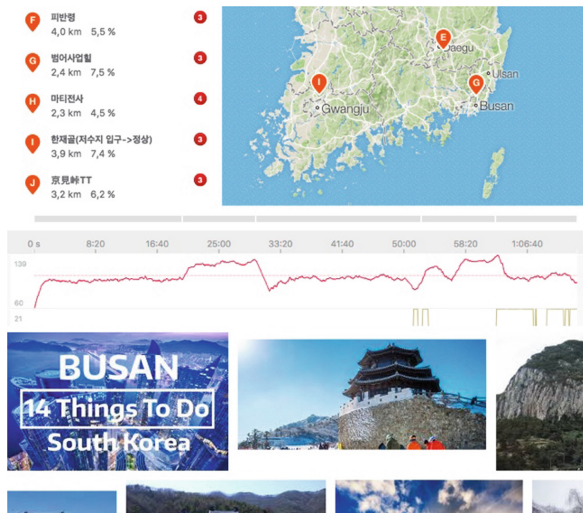 F 피반령 3
4,0 km 5,5 %
G 범어사업힐 3
2,4 km 7,5 %
H 마티전사 4
2,3 km 4,5 %
I 한재골(저수지 입구->정상) 3
3,9 km 7,4 %
J 京見峠TT 3
3,2 km 6,2 %
E
Daegu
Ulsan
I
G
Gwangju
Busan
0 s 8:20 16:40 25:00 33:20 41:40 50:00 58:20 1:06:40
139
60
21
BUSAN
14 Things To Do
South Korea